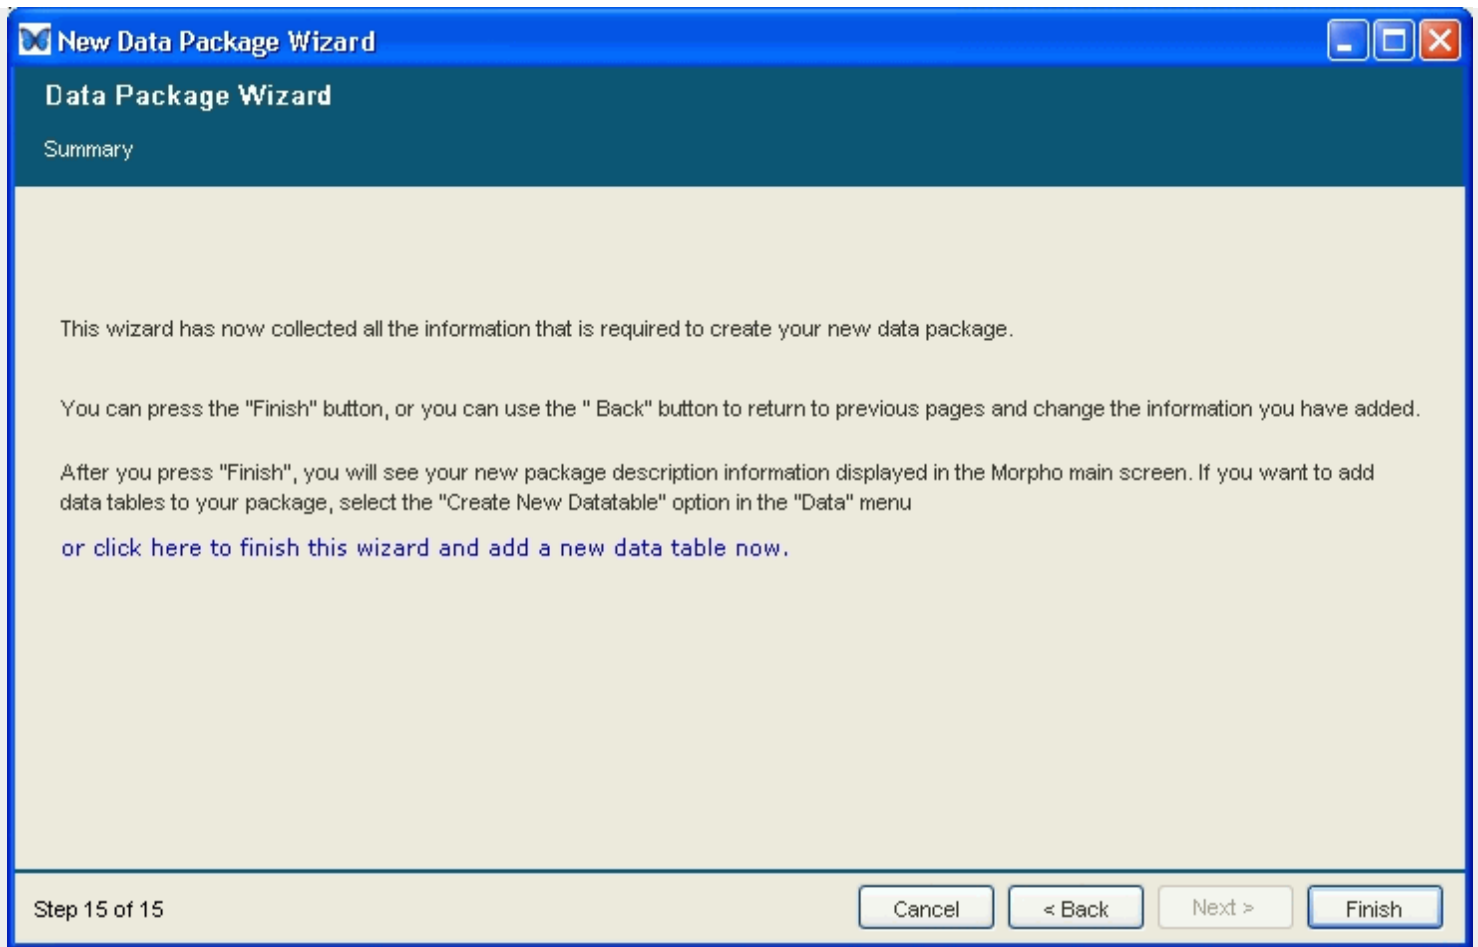 New Data Package Wizard
Data Package Wizard
Summary
This wizard has now collected all the information that is required to create your new data package.
You can press the "Finish" button, or you can use the " Back" button to return to previous pages and change the information you have added.
After you press "Finish", you will see your new package description information displayed in the Morpho main screen. If you want to add
data tables to your package, select the "Create New Datatable" option in the "Data" menu
or click here to finish this wizard and add a new data table now.
Step 15 of 15
Cancel
< Back
Next >
Finish